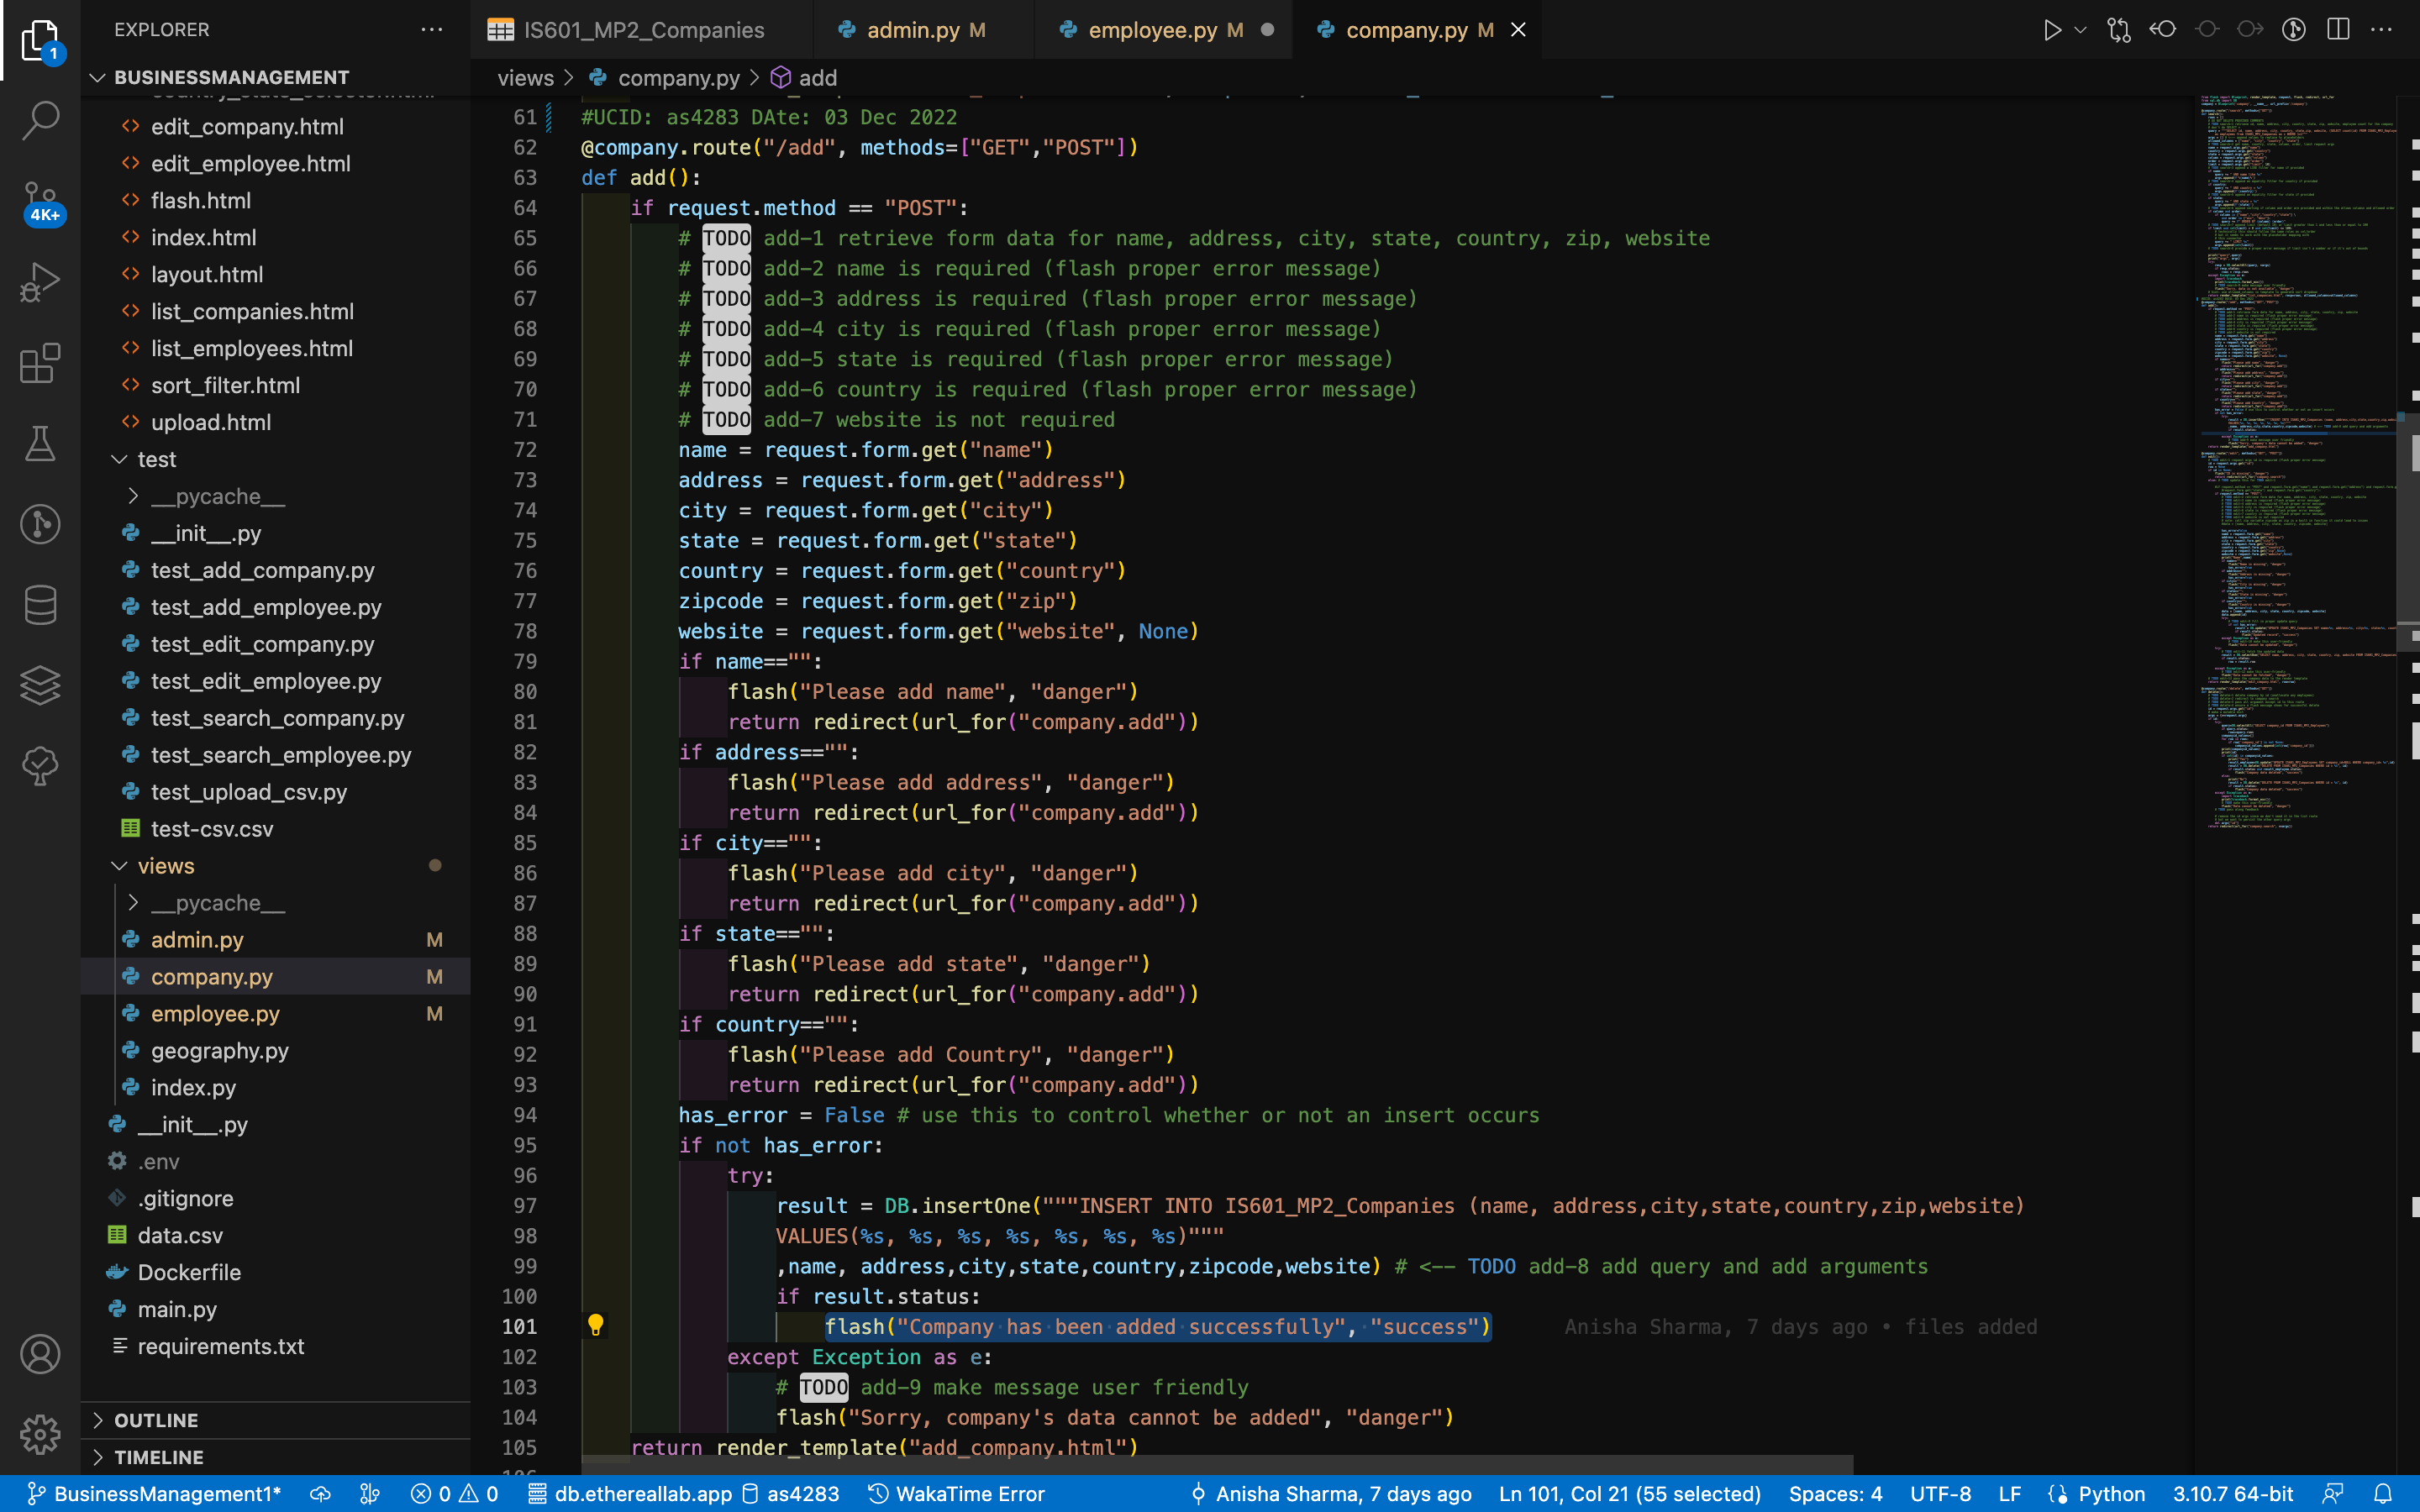 EXPLORER
BUSINESSMANAGEMENT
edit_company.html
edit_employee.html
flash.html
index.html
layout.html
list_companies.html
list_employees.html
sort_filter.html
upload.html
test
__pycache__
__init__.py
test_add_company.py
test_add_employee.py
test_edit_company.py
test_edit_employee.py
test_search_company.py
test_search_employee.py
test_upload_csv.py
test-csv.csv
views
__pycache__
admin.py M
company.py M
employee.py M
geography.py
index.py
__init__.py
.env
.gitignore
data.csv
Dockerfile
main.py
requirements.txt
OUTLINE
TIMELINE
1
4K+
IS601_MP2_Companies
admin.py M
employee.py M
company.py M
views > company.py > add
61 #UCID: as4283 DAte: 03 Dec 2022
62 @company.route("/add", methods=["GET","POST"])
63 def add():
64 if request.method == "POST":
65 # TODO add-1 retrieve form data for name, address, city, state, country, zip, website
66 # TODO add-2 name is required (flash proper error message)
67 # TODO add-3 address is required (flash proper error message)
68 # TODO add-4 city is required (flash proper error message)
69 # TODO add-5 state is required (flash proper error message)
70 # TODO add-6 country is required (flash proper error message)
71 # TODO add-7 website is not required
72 name = request.form.get("name")
73 address = request.form.get("address")
74 city = request.form.get("city")
75 state = request.form.get("state")
76 country = request.form.get("country")
77 zipcode = request.form.get("zip")
78 website = request.form.get("website", None)
79 if name=="":
80 flash("Please add name", "danger")
81 return redirect(url_for("company.add"))
82 if address=="":
83 flash("Please add address", "danger")
84 return redirect(url_for("company.add"))
85 if city=="":
86 flash("Please add city", "danger")
87 return redirect(url_for("company.add"))
88 if state=="":
89 flash("Please add state", "danger")
90 return redirect(url_for("company.add"))
91 if country=="":
92 flash("Please add Country", "danger")
93 return redirect(url_for("company.add"))
94 has_error = False # use this to control whether or not an insert occurs
95 if not has_error:
96 try:
97 result = DB.insertOne("""INSERT INTO IS601_MP2_Companies (name, address,city,state,country,zip,website)
98 VALUES(%s, %s, %s, %s, %s, %s, %s)"""
99 ,name, address,city,state,country,zipcode,website) # <-- TODO add-8 add query and add arguments
100 if result.status:
101 flash("Company has been added successfully", "success") Anisha Sharma, 7 days ago • files added
102 except Exception as e:
103 # TODO add-9 make message user friendly
104 flash("Sorry, company's data cannot be added", "danger")
105 return render_template("add_company.html")
BusinessManagement1* 0 0 db.ethereallab.app as4283 WakaTime Error Anisha Sharma, 7 days ago Ln 101, Col 21 (55 selected) Spaces: 4 UTF-8 LF Python 3.10.7 64-bit